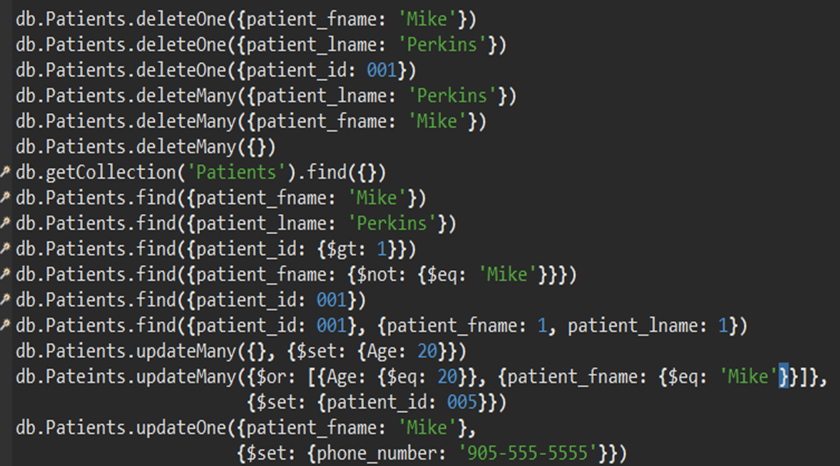 db.Patients.deleteOne({patient_fname: 'Mike'})
db.Patients.deleteOne({patient_lname: 'Perkins'})
db.Patients.deleteOne({patient_id: 001})
db.Patients.deleteMany({patient_lname: 'Perkins'})
db.Patients.deleteMany({patient_fname: 'Mike'})
db.Patients.deleteMany({})
db.getCollection('Patients').find({})
db.Patients.find({patient_fname: 'Mike'})
db.Patients.find({patient_lname: 'Perkins'})
db.Patients.find({patient_id: {$gt: 1}})
db.Patients.find({patient_fname: {$not: {$eq: 'Mike'}}})
db.Patients.find({patient_id: 001})
db.Patients.find({patient_id: 001}, {patient_fname: 1, patient_lname: 1})
db.Patients.updateMany({}, {$set: {Age: 20}})
db.Pateints.updateMany({$or: [{Age: {$eq: 20}}, {patient_fname: {$eq: 'Mike'}}]},
{$set: {patient_id: 005}})
db.Patients.updateOne({patient_fname: 'Mike'},
{$set: {phone_number: '905-555-5555'}})